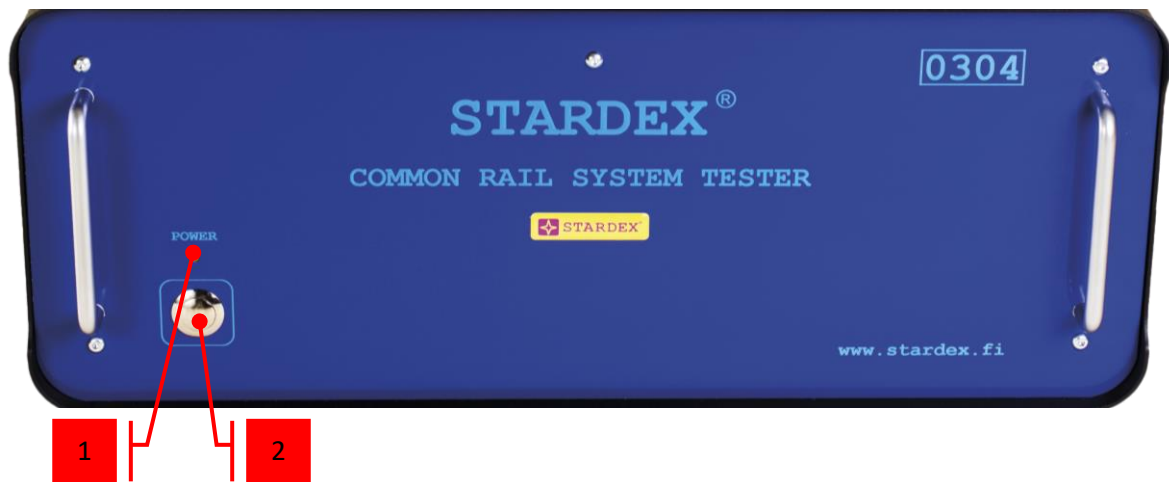 0304
STARDEX®
COMMON RAIL SYSTEM TESTER
STARDEX
POWER
www.stardex.fi
1
2